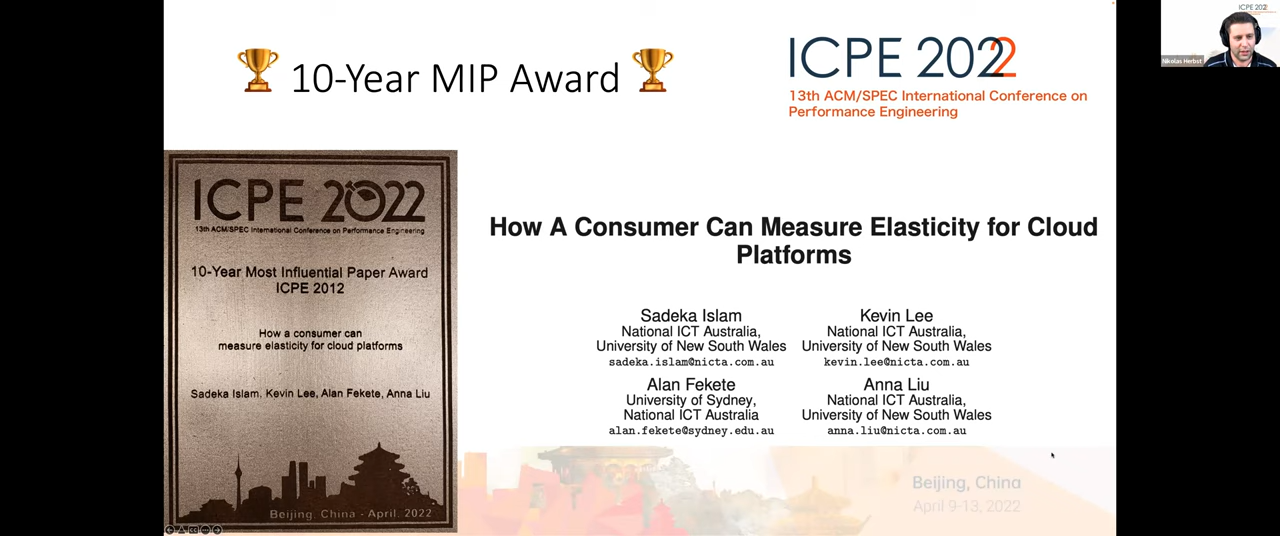 10-Year MIP Award
ICPE 2022
13th ACM/SPEC International Conference on
Performance Engineering
ICPE 2022
13th ACM/SPEC International Conference on Performance Engineering
10-Year Most Influential Paper Award
ICPE 2012
How a consumer can
measure elasticity for cloud platforms
Sadeka Islam, Kevin Lee, Alan Fekete, Anna Liu
Beijing, China - April, 2022
How A Consumer Can Measure Elasticity for Cloud
Platforms
Sadeka Islam
National ICT Australia,
University of New South Wales
sadeka.islam@nicta.com.au
Kevin Lee
National ICT Australia,
University of New South Wales
kevin.lee@nicta.com.au
Alan Fekete
University of Sydney,
National ICT Australia
alan.fekete@sydney.edu.au
Anna Liu
National ICT Australia,
University of New South Wales
anna.liu@nicta.com.au
Beijing, China
April 9-13, 2022
ICPE 2022
Nikolas Herbst